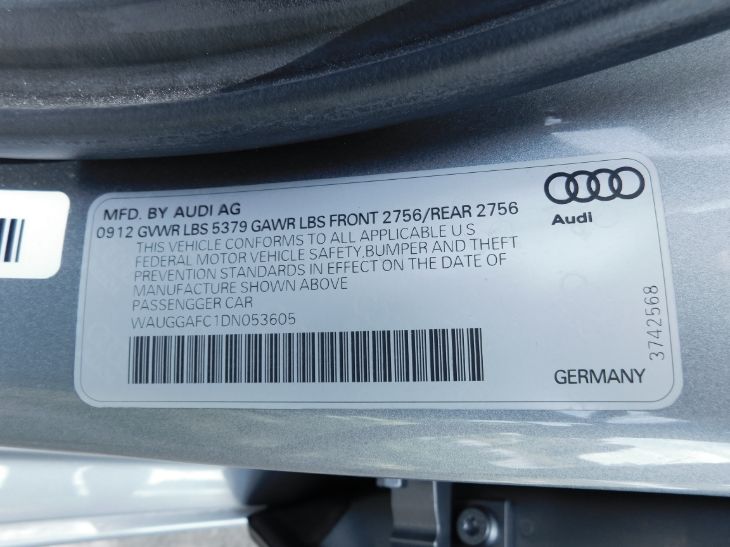 MFD. BY AUDI AG
0912 GVWR LBS 5379 GAWR LBS FRONT 2756/REAR 2756
THIS VEHICLE CONFORMS TO ALL APPLICABLE U S
FEDERAL MOTOR VEHICLE SAFETY,BUMPER AND THEFT
PREVENTION STANDARDS IN EFFECT ON THE DATE OF
MANUFACTURE SHOWN ABOVE
PASSENGGER CAR
WAUGGAFC1DN053605
Audi
3742568
GERMANY